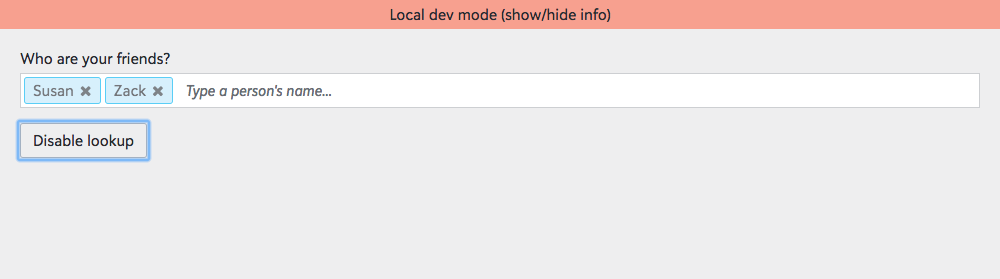 Local dev mode (show/hide info)
Who are your friends?
Susan ✖ Zack ✖ Type a person's name...
Disable lookup